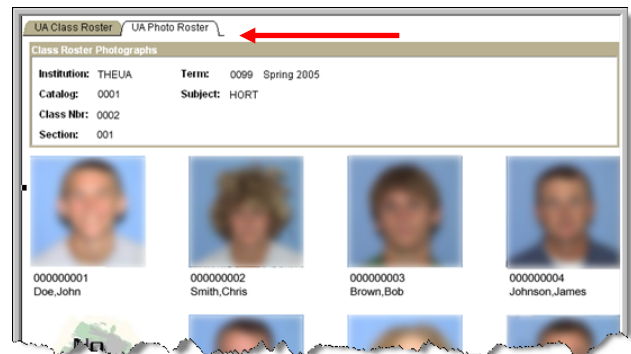 UA Class Roster UA Photo Roster
Class Roster Photographs
Institution: THEUA Term: 0099 Spring 2005
Catalog: 0001 Subject: HORT
Class Nbr: 0002
Section: 001
000000001 000000002 000000003 000000004
Doe,John Smith,Chris Brown,Bob Johnson,James
No